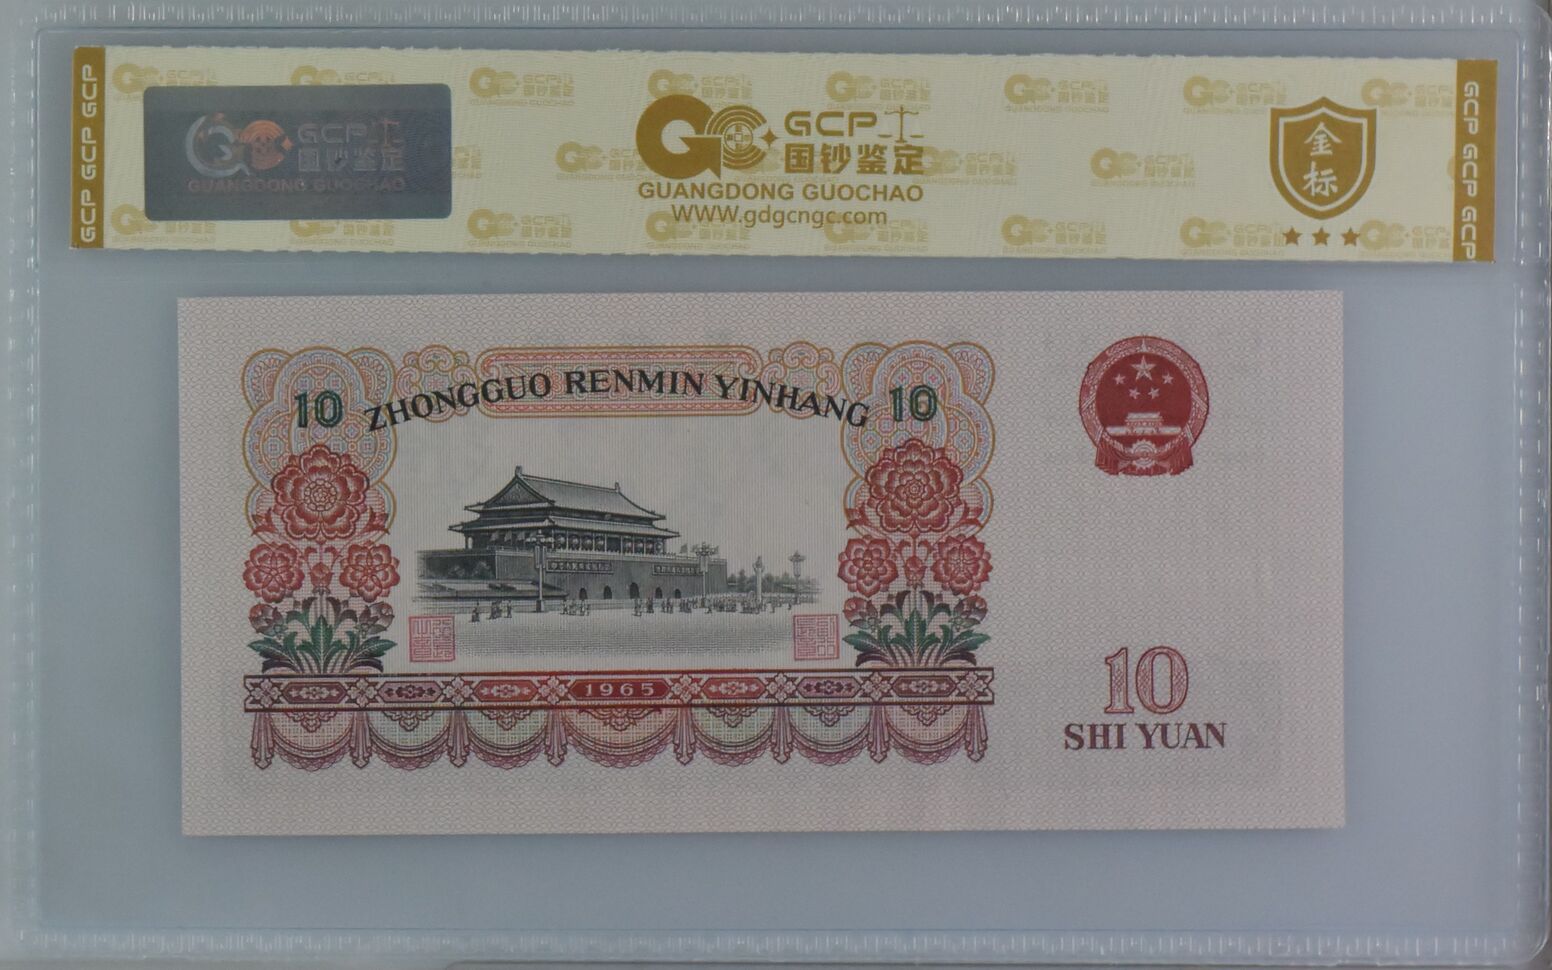 GCP GCP GCP
GCP
国钞鉴定
GUANGDONG GUOCHAO
GCP
国钞鉴定
GUANGDONG GUOCHAO
WWW.gdgcngc.com
金标
GCP GCP GCP
ZHONGGUO RENMIN YINHANG
10
10
1965
10
SHI YUAN